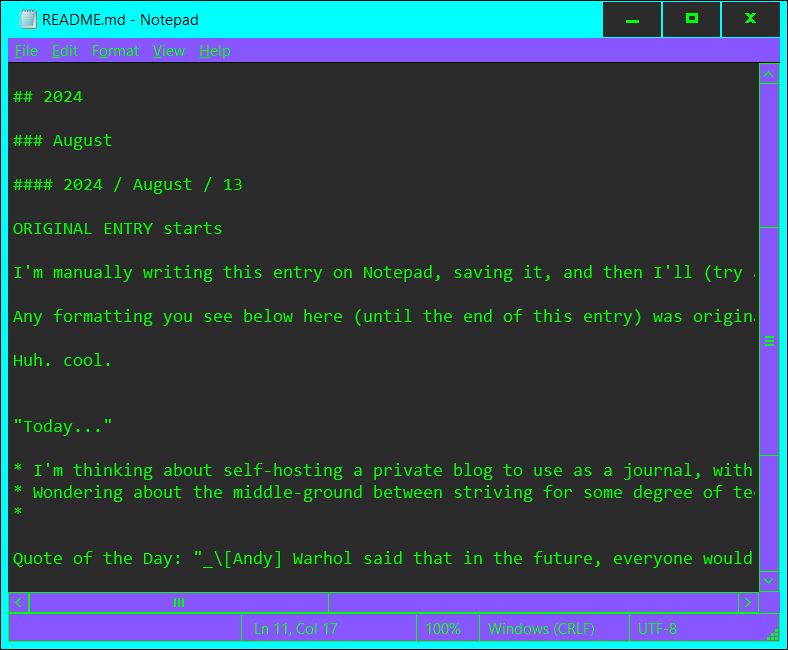 README.md - Notepad
File Edit Format View Help
## 2024
### August
#### 2024 / August / 13
ORIGINAL ENTRY starts
I'm manually writing this entry on Notepad, saving it, and then I'll (try
Any formatting you see below here (until the end of this entry) was origin
Huh. cool.
"Today..."
* I'm thinking about self-hosting a private blog to use as a journal, with
* Wondering about the middle-ground between striving for some degree of te
*
Quote of the Day: "_\[Andy] Warhol said that in the future, everyone would
Ln 11, Col 17 100% Windows (CRLF) UTF-8